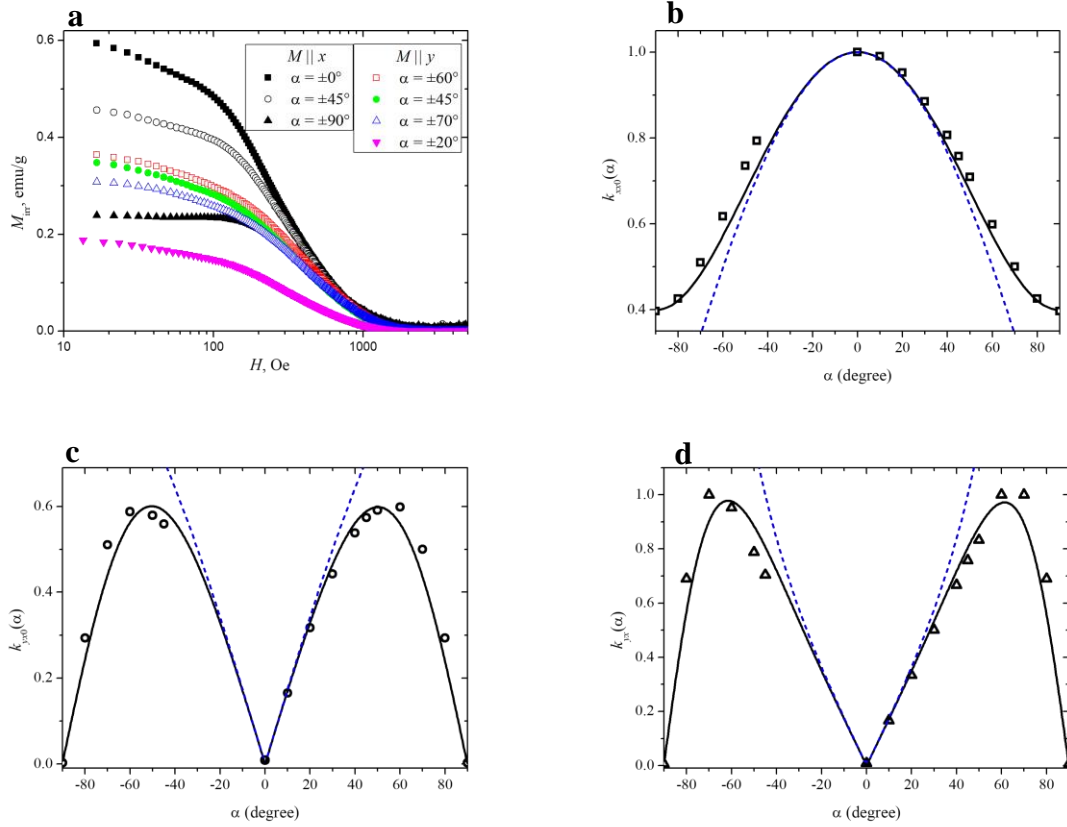 a
M || x
M || y
α = ±0°
α = ±60°
α = ±45°
α = ±45°
α = ±90°
α = ±70°
α = ±20°
0.6
0.4
0.2
0.0
M_irr, emu/g
10
100
1000
H, Oe
b
1.0
0.8
0.6
0.4
k_xx0(α)
-80
-60
-40
-20
0
20
40
60
80
α (degree)
c
0.6
0.4
0.2
0.0
k_yx0(α)
-80
-60
-40
-20
0
20
40
60
80
α (degree)
d
1.0
0.8
0.6
0.4
0.2
0.0
k_yx(α)
-80
-60
-40
-20
0
20
40
60
80
α (degree)